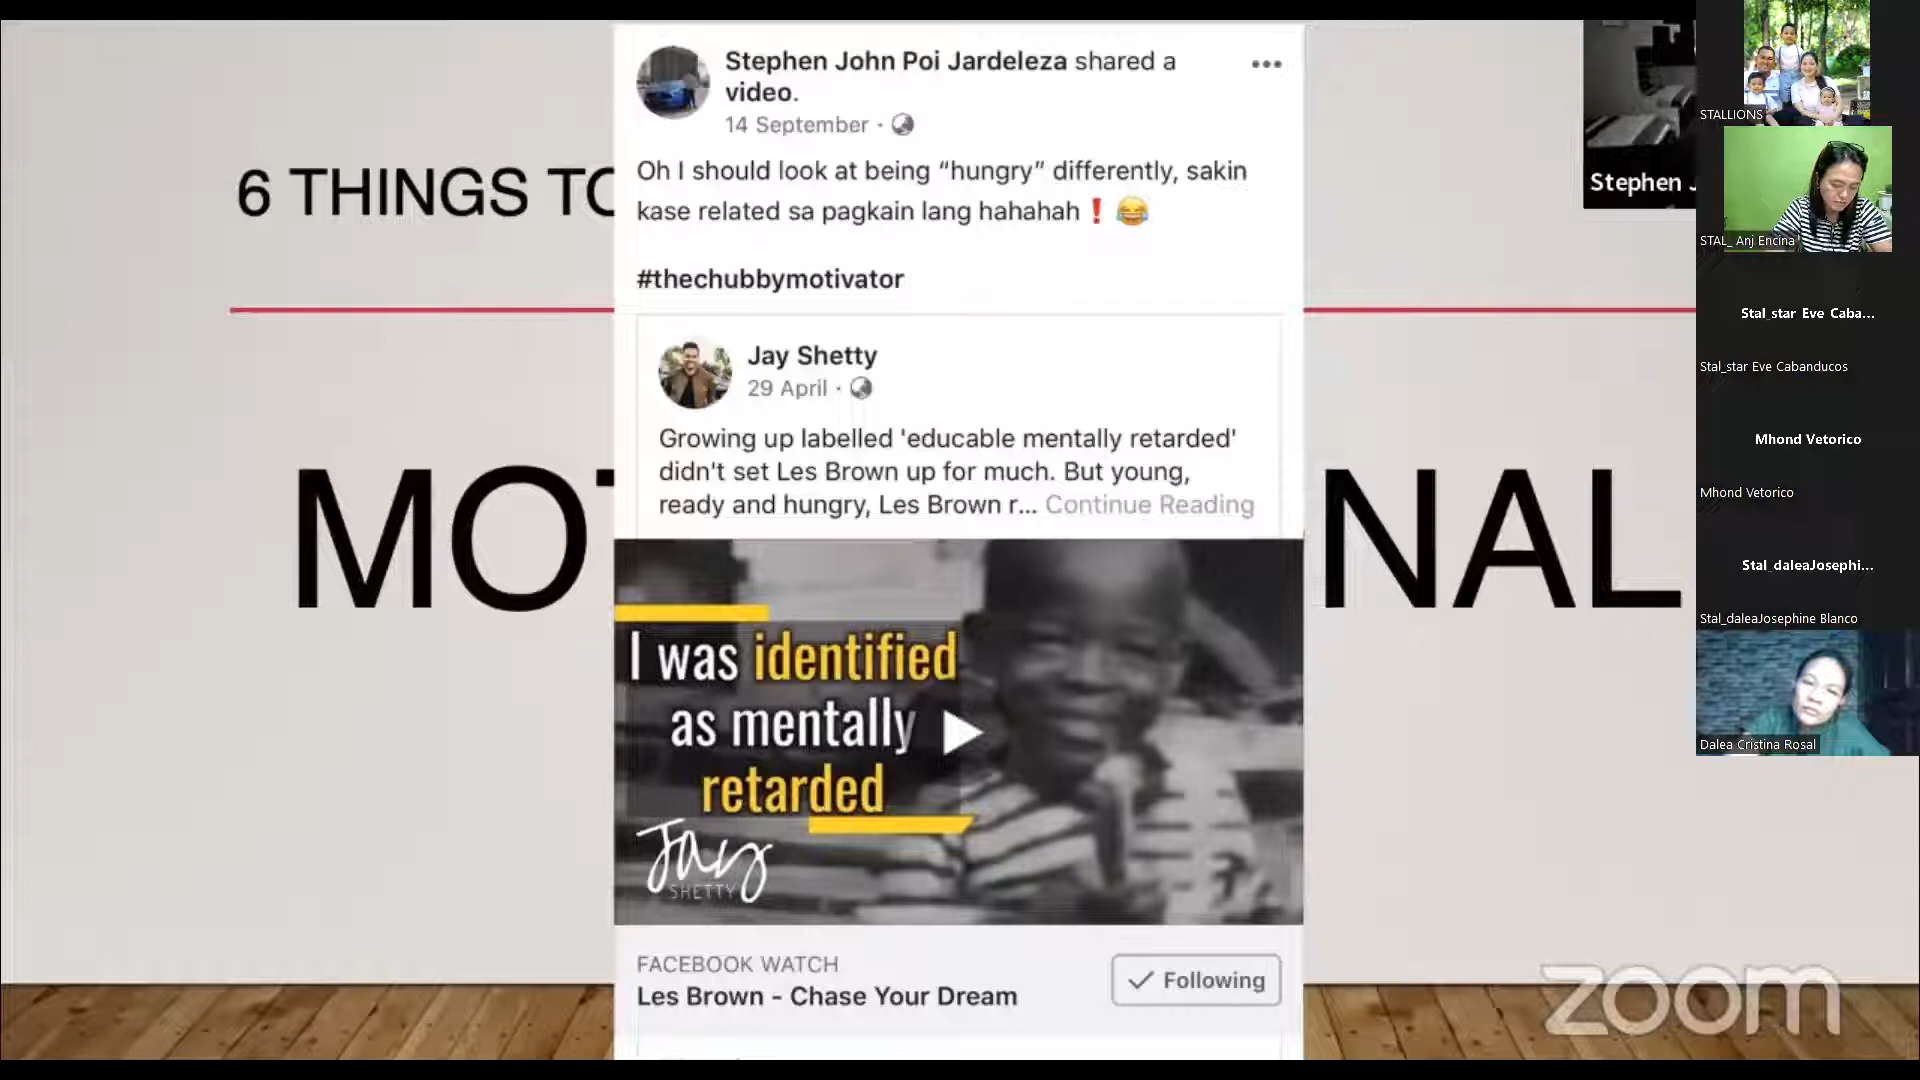 6 THINGS TO
MOT
NAL
Stephen John Poi Jardeleza shared a
video.
14 September ·
Oh I should look at being “hungry” differently, sakin
kase related sa pagkain lang hahahah❗😂
#thechubbymotivator
Jay Shetty
29 April ·
Growing up labelled 'educable mentally retarded'
didn't set Les Brown up for much. But young,
ready and hungry, Les Brown r... Continue Reading
I was identified
as mentally
retarded
Jay
SHETTY
FACEBOOK WATCH
Les Brown - Chase Your Dream
Following
zoom
Stephen J
STALLIONS
STAL_ Anj Encina
Stal_star Eve Caba...
Stal_star Eve Cabanducos
Mhond Vetorico
Mhond Vetorico
Stal_daleaJosephi...
Stal_daleaJosephine Blanco
Dalea Cristina Rosal